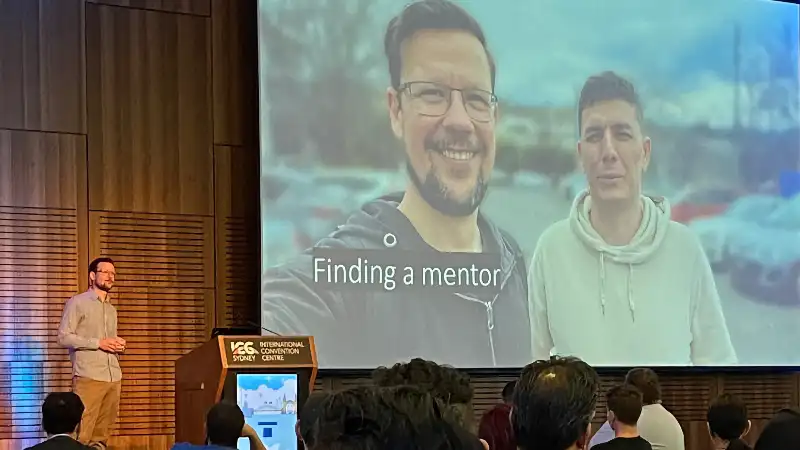 Finding a mentor
ICC
SYDNEY
INTERNATIONAL
CONVENTION
CENTRE